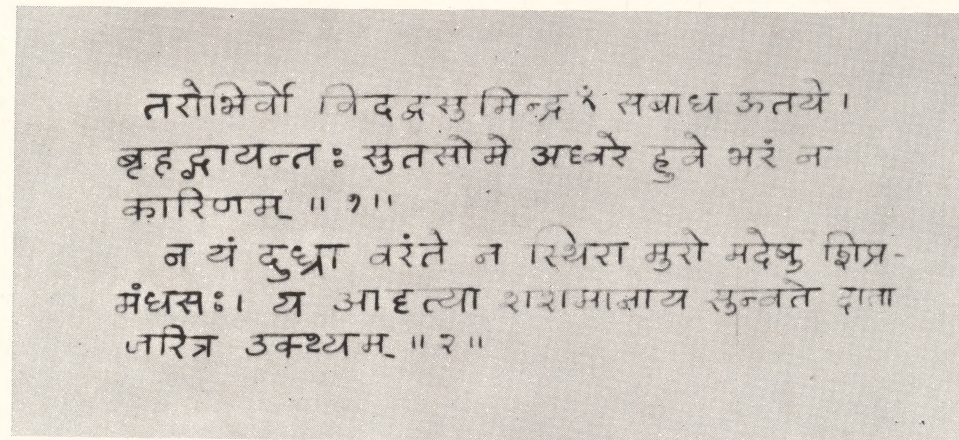 तरोभिर्वो विदद्वसुमिन्द्रꣳ सबाध ऊतये।
बृहद्गायन्तः सुतसोमे अध्वरे हुवे भरं न
कारिणम् ॥ १॥
न यं दुध्रा वरंते न स्थिरा मुरो मदेषु शिप्र-
मंधसः। य आदृत्या शशमानाय सुन्वते दाता
जरित्र उक्थ्यम् ॥ २ ॥